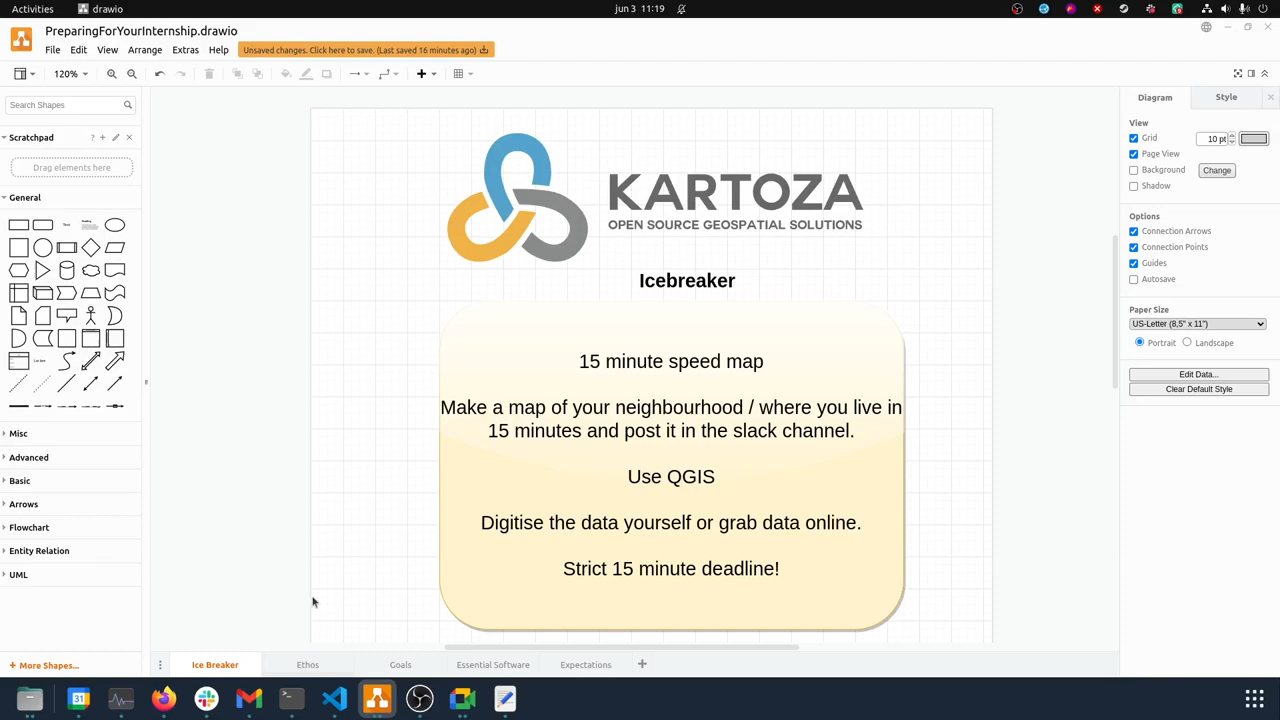 Activities
drawio
jun 3 11:19
PreparingForYourInternship.drawio
File Edit View Arrange Extras Help
Unsaved changes. Click here to save. (Last saved 16 minutes ago)
120%
Search Shapes
Scratchpad
?
Drag elements here
General
Misc
Advanced
Basic
Arrows
Flowchart
Entity Relation
UML
+ More Shapes...
KARTOZA
OPEN SOURCE GEOSPATIAL SOLUTIONS
Icebreaker
15 minute speed map
Make a map of your neighbourhood / where you live in
15 minutes and post it in the slack channel.
Use QGIS
Digitise the data yourself or grab data online.
Strict 15 minute deadline!
Ice Breaker Ethos Goals Essential Software Expectations
Diagram Style
View
Grid 10 pt
Page View
Background Change
Shadow
Options
Connection Arrows
Connection Points
Guides
Autosave
Paper Size
US-Letter (8,5" x 11")
Portrait Landscape
Edit Data...
Clear Default Style